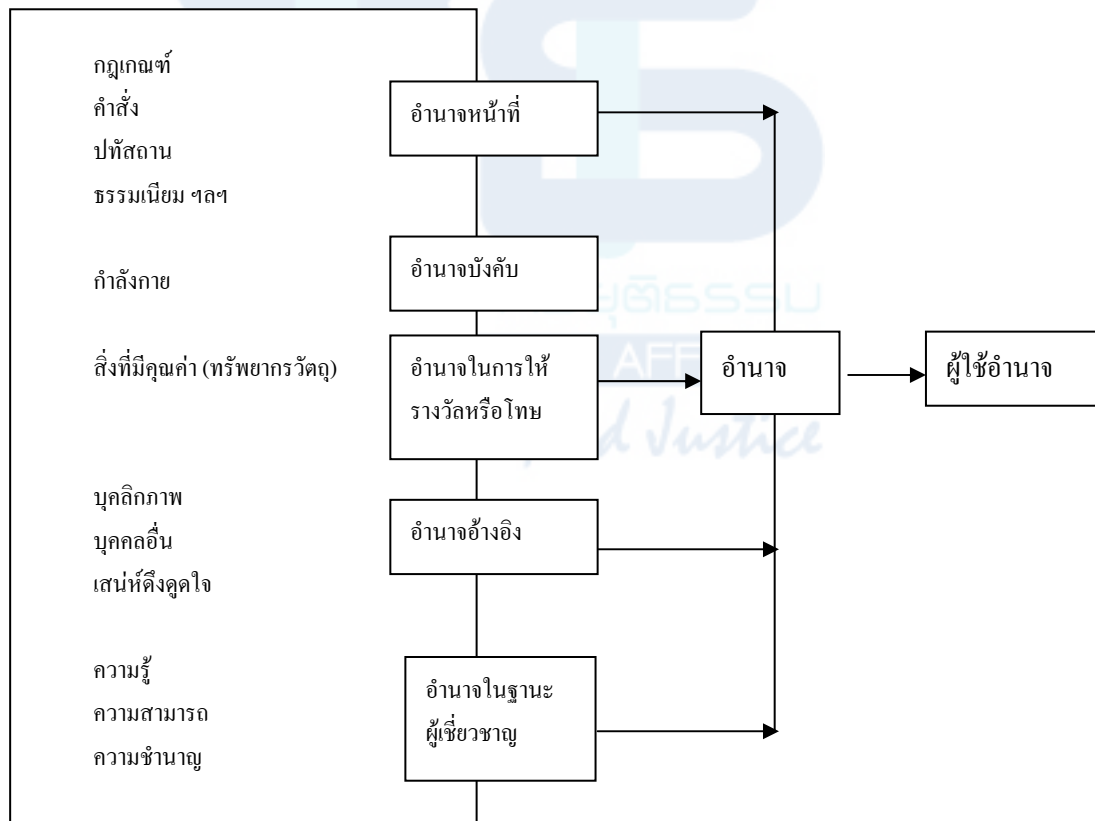 กฎเกณฑ์
คำสั่ง
ปทัสถาน
ธรรมเนียม ฯลฯ
อำนาจหน้าที่
กำลังกาย
อำนาจบังคับ
สิ่งที่มีคุณค่า (ทรัพยากรวัตถุ)
อำนาจในการให้
รางวัลหรือโทษ
อำนาจ
ผู้ใช้อำนาจ
บุคลิกภาพ
บุคคลอื่น
เสน่ห์ดึงดูดใจ
อำนาจอ้างอิง
ความรู้
ความสามารถ
ความชำนาญ
อำนาจในฐานะ
ผู้เชี่ยวชาญ
Justice